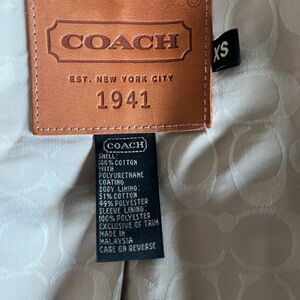 ®
COACH
EST. NEW YORK CITY
1941
XS
COACH
SHELL:
100% COTTON
WITH
POLYURETHANE
COATING
BODY LINING:
51% COTTON
49% POLYESTER
SLEEVE LINING:
100% POLYESTER
EXCLUSIVE OF TRIM
MADE IN
MALAYSIA
CARE ON REVERSE